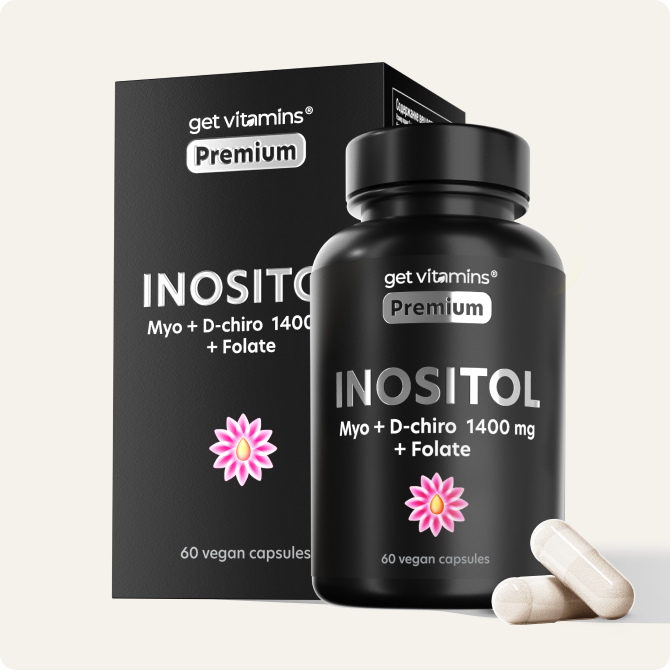 get vitamins®
Premium
INOSITO
Myo + D-chiro 1400
+ Folate
60 vegan capsules
Содержание
get vitamins®
Premium
INOSITOL
Myo + D-chiro 1400 mg
+ Folate
60 vegan capsules